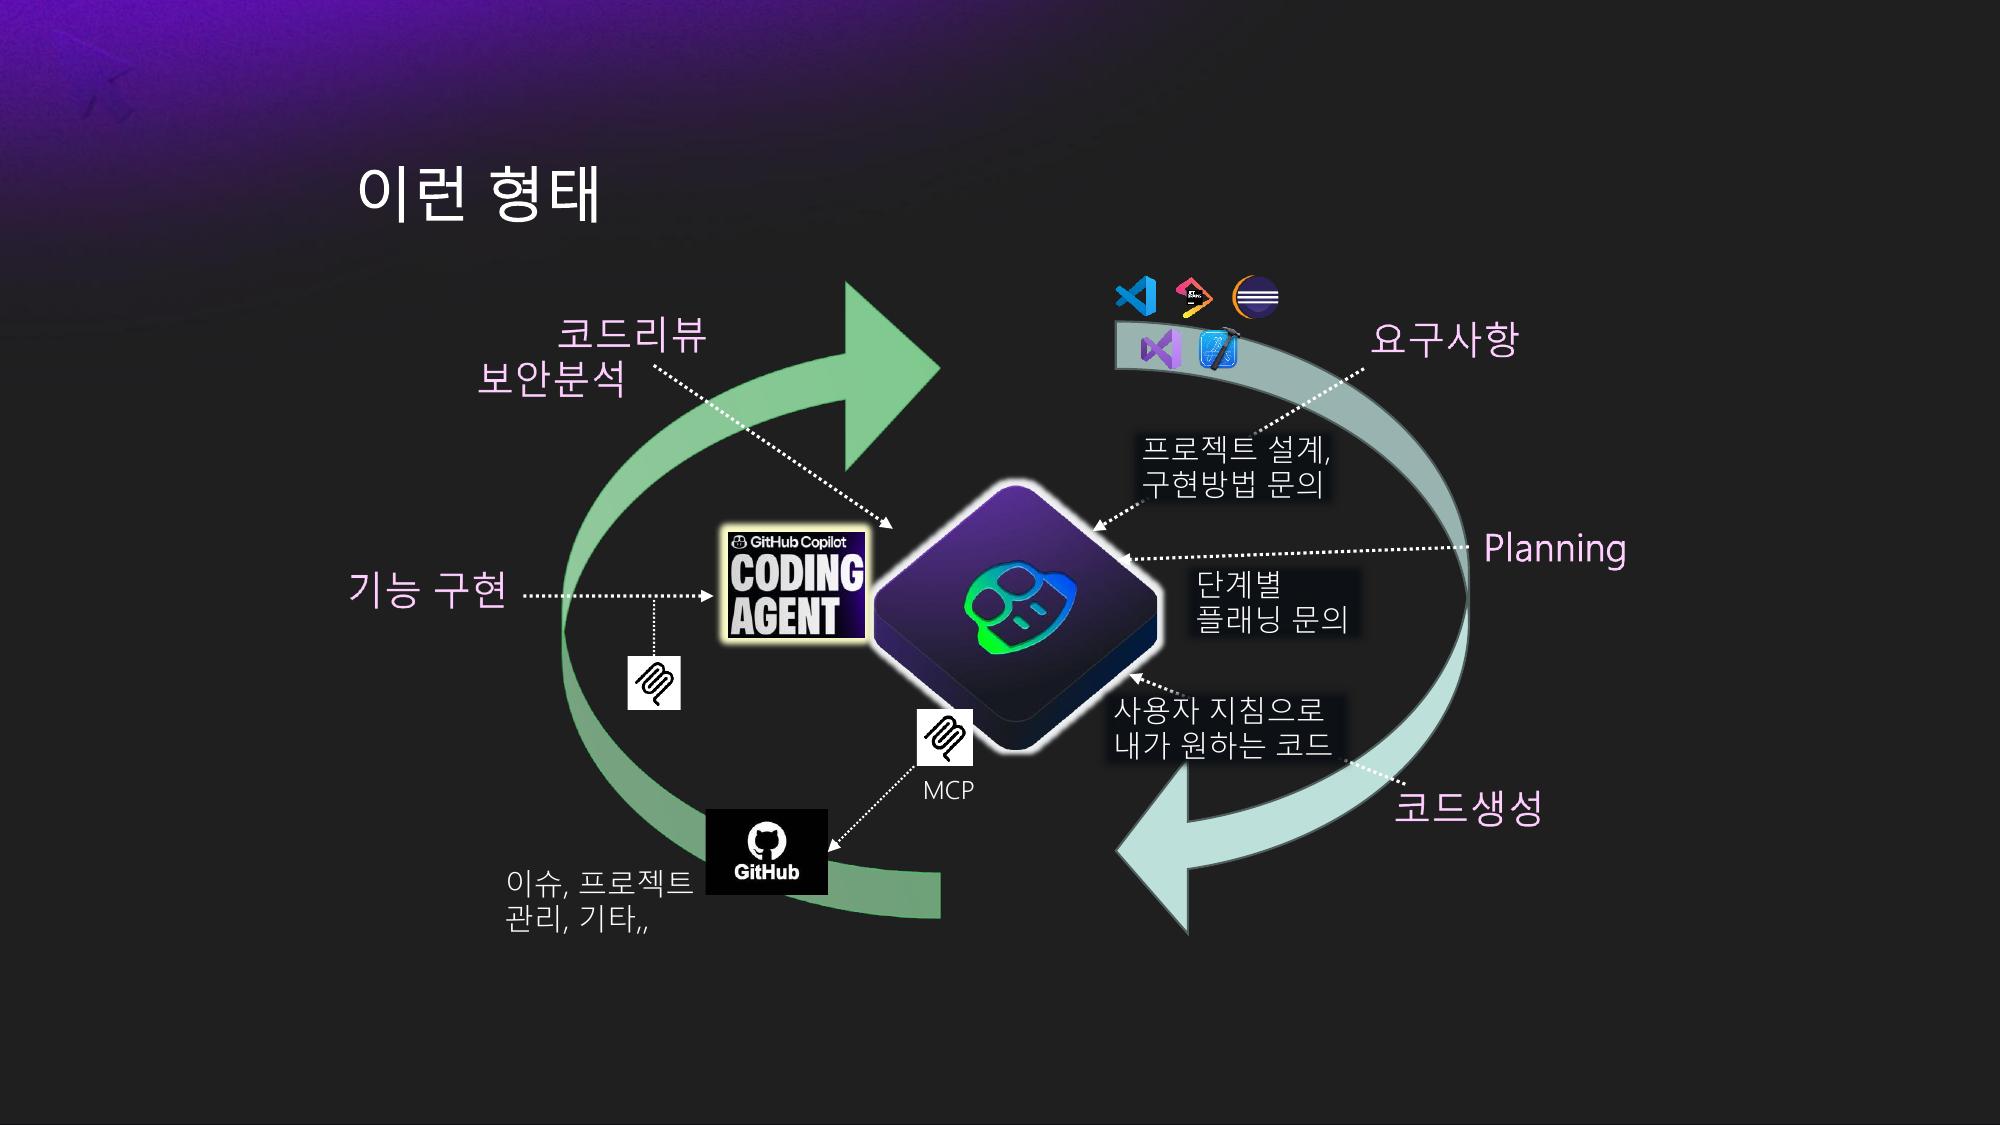 이런 형태
코드리뷰
보안분석
요구사항
프로젝트 설계,
구현방법 문의
GitHub Copilot
CODING
AGENT
Planning
기능 구현
단계별
플래닝 문의
사용자 지침으로
내가 원하는 코드
MCP
코드생성
GitHub
이슈, 프로젝트
관리, 기타,,